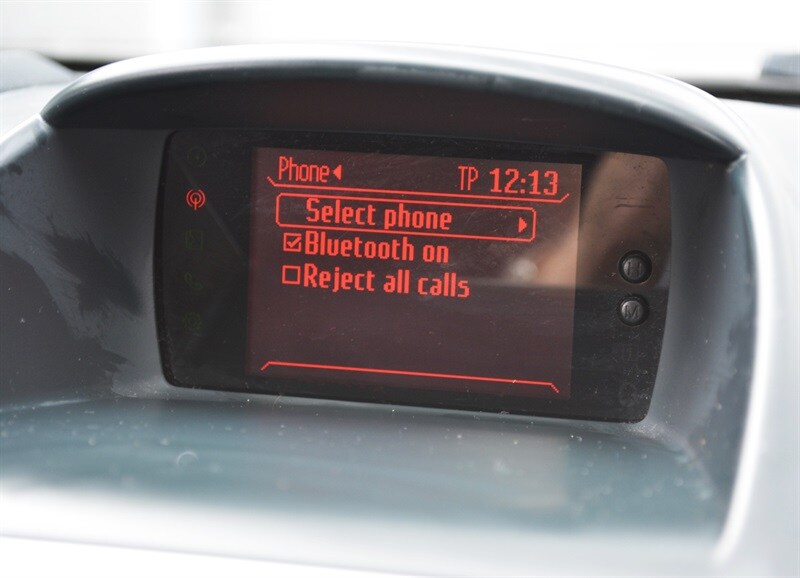 Phone TP 12:13
Select phone
Bluetooth on
Reject all calls
H
M